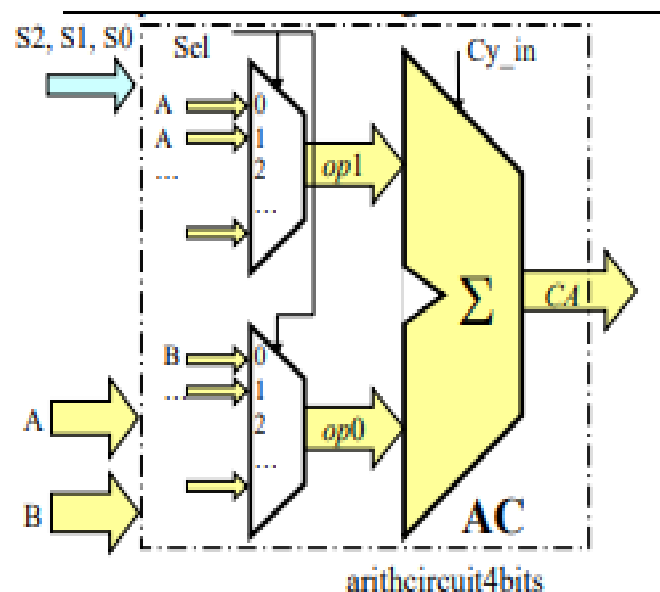 S2, S1, S0
Sel
Cy_in
A
0
A
1
...
2
...
op1
Σ
CA
B
0
...
1
2
...
op0
A
B
AC
arithcircuit4bits